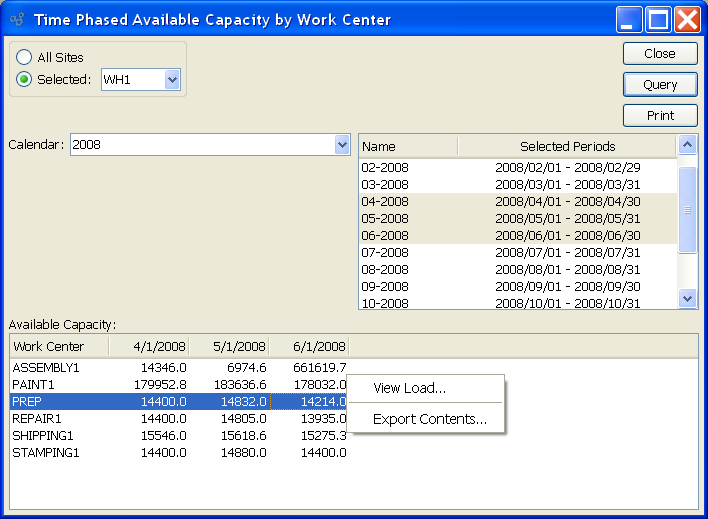 Time Phased Available Capacity by Work Center
All Sites
Selected: WH1
Close
Query
Print
Calendar: 2008
Name Selected Periods
02-2008 2008/02/01 - 2008/02/29
03-2008 2008/03/01 - 2008/03/31
04-2008 2008/04/01 - 2008/04/30
05-2008 2008/05/01 - 2008/05/31
06-2008 2008/06/01 - 2008/06/30
07-2008 2008/07/01 - 2008/07/31
08-2008 2008/08/01 - 2008/08/31
09-2008 2008/09/01 - 2008/09/30
10-2008 2008/10/01 - 2008/10/31
Available Capacity:
Work Center 4/1/2008 5/1/2008 6/1/2008
ASSEMBLY1 14346.0 6974.6 661619.7
PAINT1 179952.8 183636.6 178032.0
PREP 14400.0 14832.0 14214.0
REPAIR1 14400.0 14805.0 13935.0
SHIPPING1 15546.0 15618.6 15275.3
STAMPING1 14400.0 14880.0 14400.0
View Load...
Export Contents...